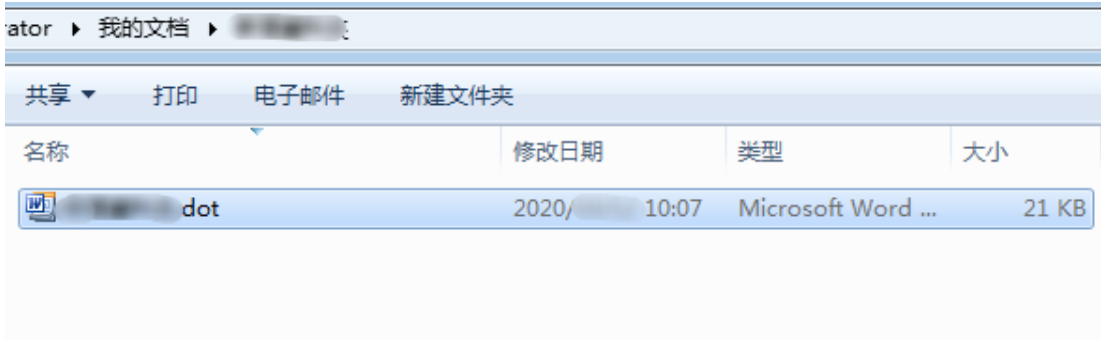 ator ▸ 我的文档 ▸
共享 ▾ 打印 电子邮件 新建文件夹
名称 修改日期 类型 大小
dot 2020/ 10:07 Microsoft Word ... 21 KB